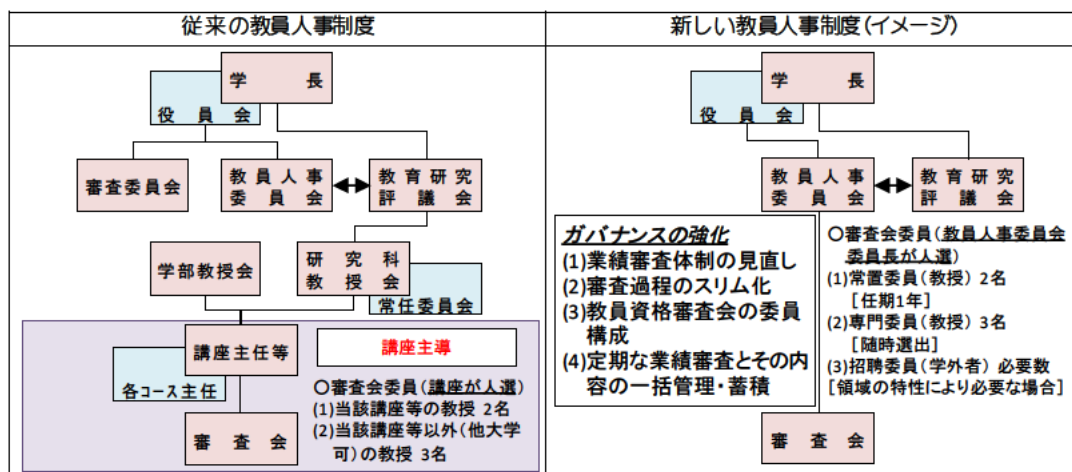 従来の教員人事制度
学長
役員会
審査委員会
教員人事
委員会
教育研究
評議会
学部教授会
研究科
教授会
常任委員会
講座主任等
各コース主任
講座主導
〇審査会委員(講座が人選)
(1)当該講座等の教授 2名
(2)当該講座等以外(他大学
可)の教授 3名
審査会
新しい教員人事制度(イメージ)
学長
役員会
教員人事
委員会
教育研究
評議会
ガバナンスの強化
(1)業績審査体制の見直し
(2)審査過程のスリム化
(3)教員資格審査会の委員
構成
(4)定期な業績審査とその内
容の一括管理・蓄積
〇審査会委員(教員人事委員会
委員長が人選)
(1)常置委員(教授) 2名
[任期1年]
(2)専門委員(教授) 3名
[随時選出]
(3)招聘委員(学外者) 必要数
[領域の特性により必要な場合]
審査会